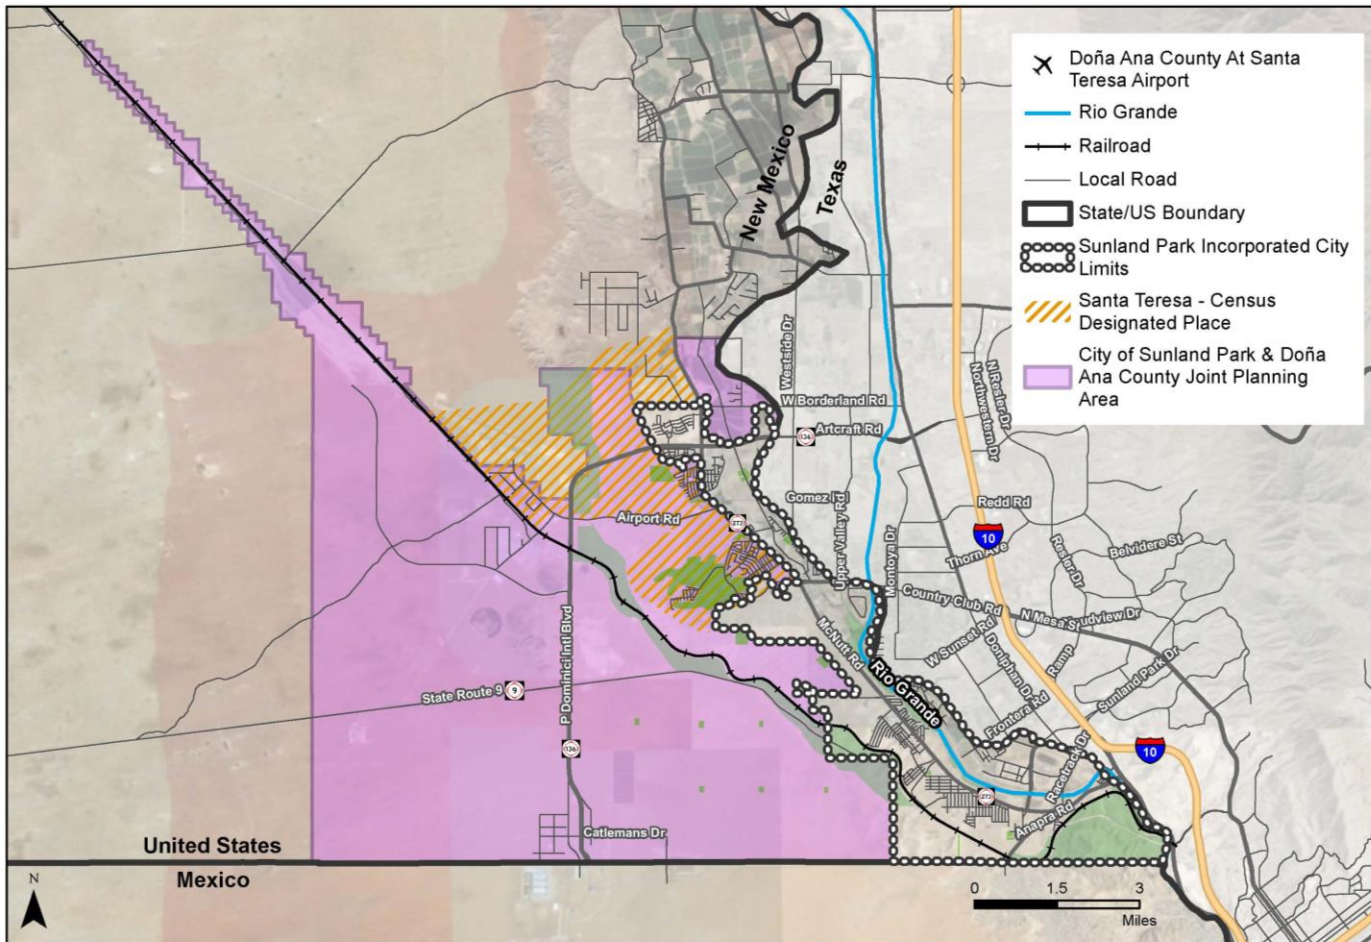 Doña Ana County At Santa
Teresa Airport
Rio Grande
Railroad
Local Road
State/US Boundary
Sunland Park Incorporated City
Limits
Santa Teresa - Census
Designated Place
City of Sunland Park & Doña
Ana County Joint Planning
Area
New Mexico
Texas
Westside Dr
W Borderland Rd
N Resler Dr
Northwestern Dr
Artcraft Rd
136
Gomez
Redd Rd
10
Airport Rd
273
Upper Valley Rd
Montoya Dr
Thorn Ave
Resler Dr
Belvidere St
Country Club Rd
N Mesa St
udview Dr
McNutt Rd
W Sunset Rd
Doniphan Dr
Ramp
Sunland Park Dr
Rio Grande
Frontera Rd
State Route 9
9
P Dominici Intl Blvd
136
Racetrack Dr
10
273
Anapra Rd
Catlemans Dr
United States
Mexico
N
0 1.5 3
Miles